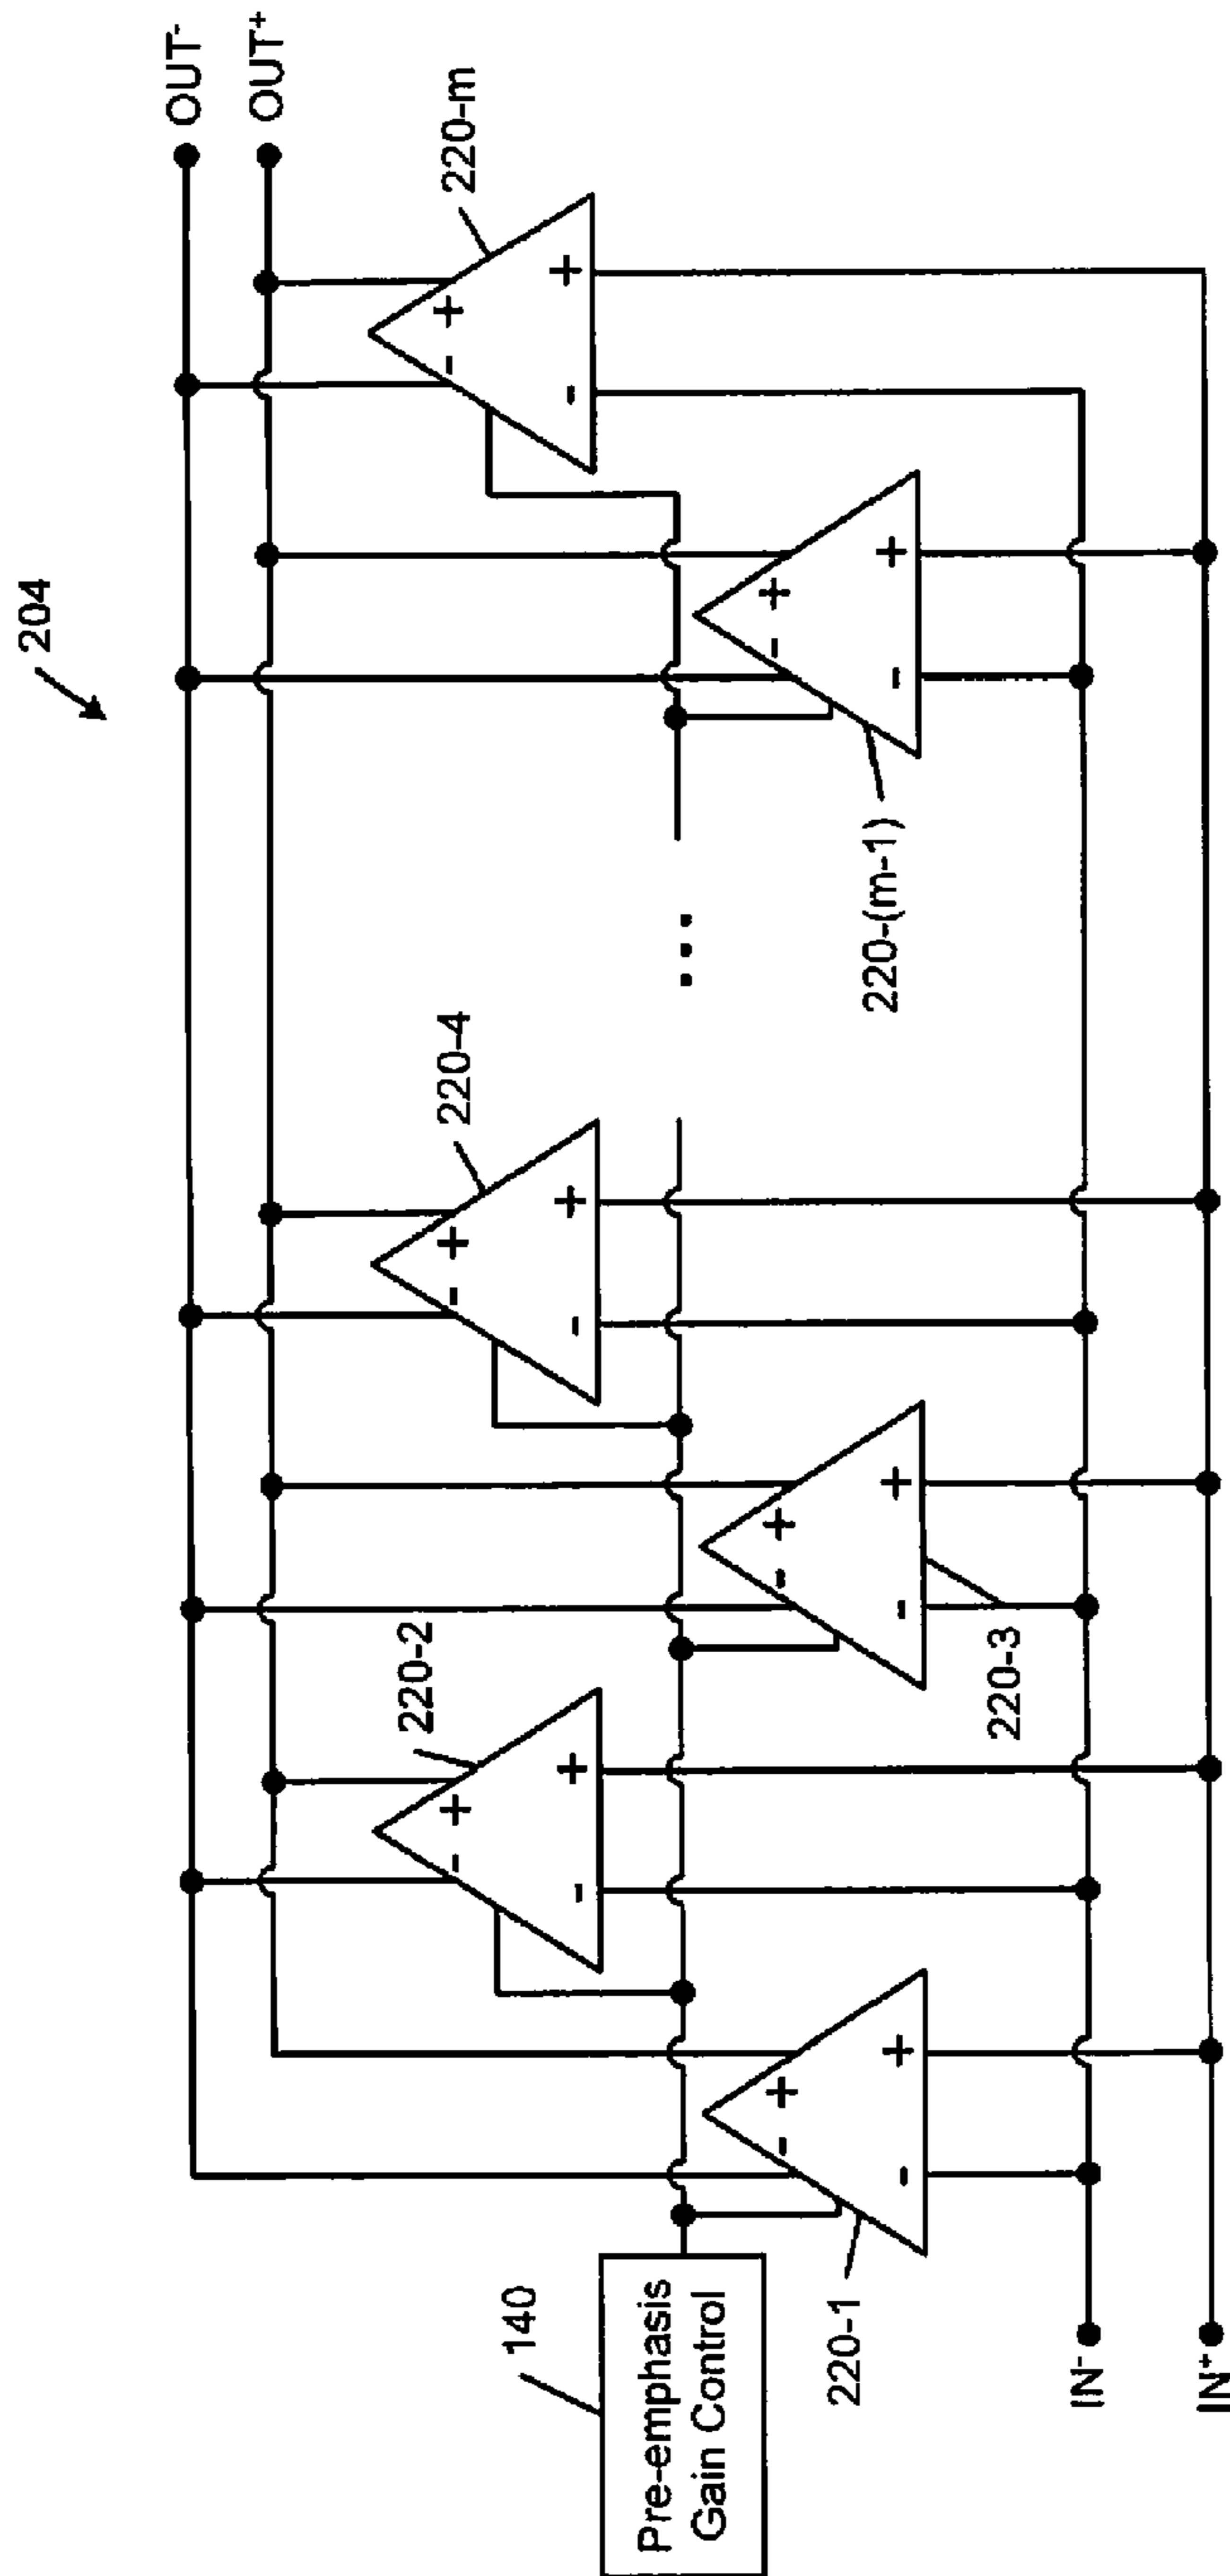 204
OUT-
OUT+
220-m
220-4
220-2
140
Pre-emphasis
Gain Control
220-(m-1)
...
220-3
220-1
IN-
IN+
- +
- +
- +
- +
- +
- +
- +
- +
- +
- +
- +
- +